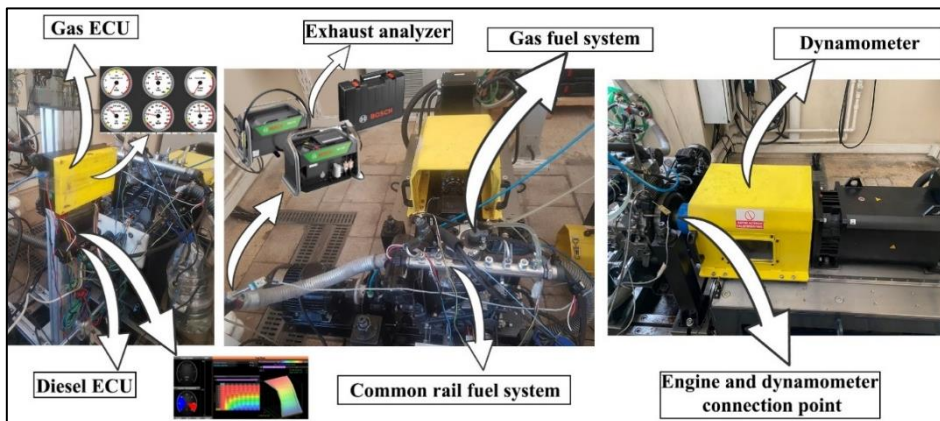 Gas ECU
Exhaust analyzer
Gas fuel system
Dynamometer
BOSCH
BOSCH
Diesel ECU
Common rail fuel system
Engine and dynamometer
connection point